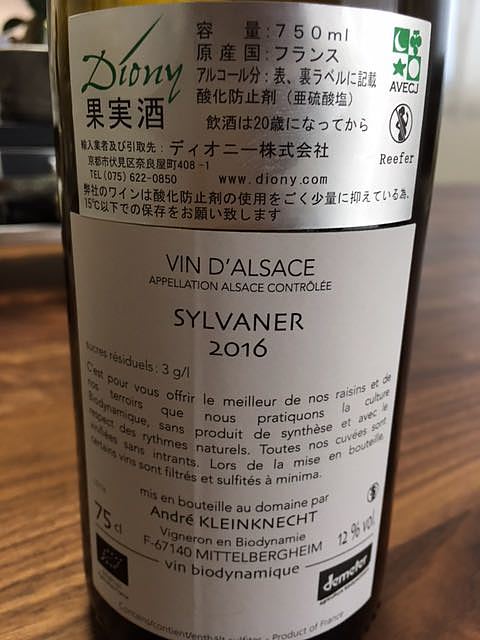 Diony
果実酒
容 量:750ml
原産国:フランス
アルコール分:表、裏ラベルに記載
酸化防止剤（亜硫酸塩）
飲酒は20歳になってから
AVECJ
Reefer
輸入業者及び引取先:ディオニー株式会社
京都市伏見区奈良屋町408-1
TEL(075) 622-0850 www.diony.com
弊社のワインは酸化防止剤の使用をごく少量に抑えている為、
15℃以下での保存をお願い致します
VIN D'ALSACE
APPELLATION ALSACE CONTRÔLÉE
SYLVANER
2016
sucres résiduels : 3 g/l
C'est pour vous offrir le meilleur de nos raisins et de
nos terroirs que nous pratiquons la culture
Biodynamique, sans produit de synthèse et avec le
respect des rythmes naturels. Toutes nos cuvées sont
vinifiées sans intrants. Lors de la mise en bouteille,
certains vins sont filtrés et sulfités à minima.
mis en bouteille au domaine par
André KLEINKNECHT
75 cl
Vigneron en Biodynamie
12 % vol.
F-67140 MITTELBERGHEIM
vin biodynamique
demeter
Contains/contient/enthält sulfites - Product of France